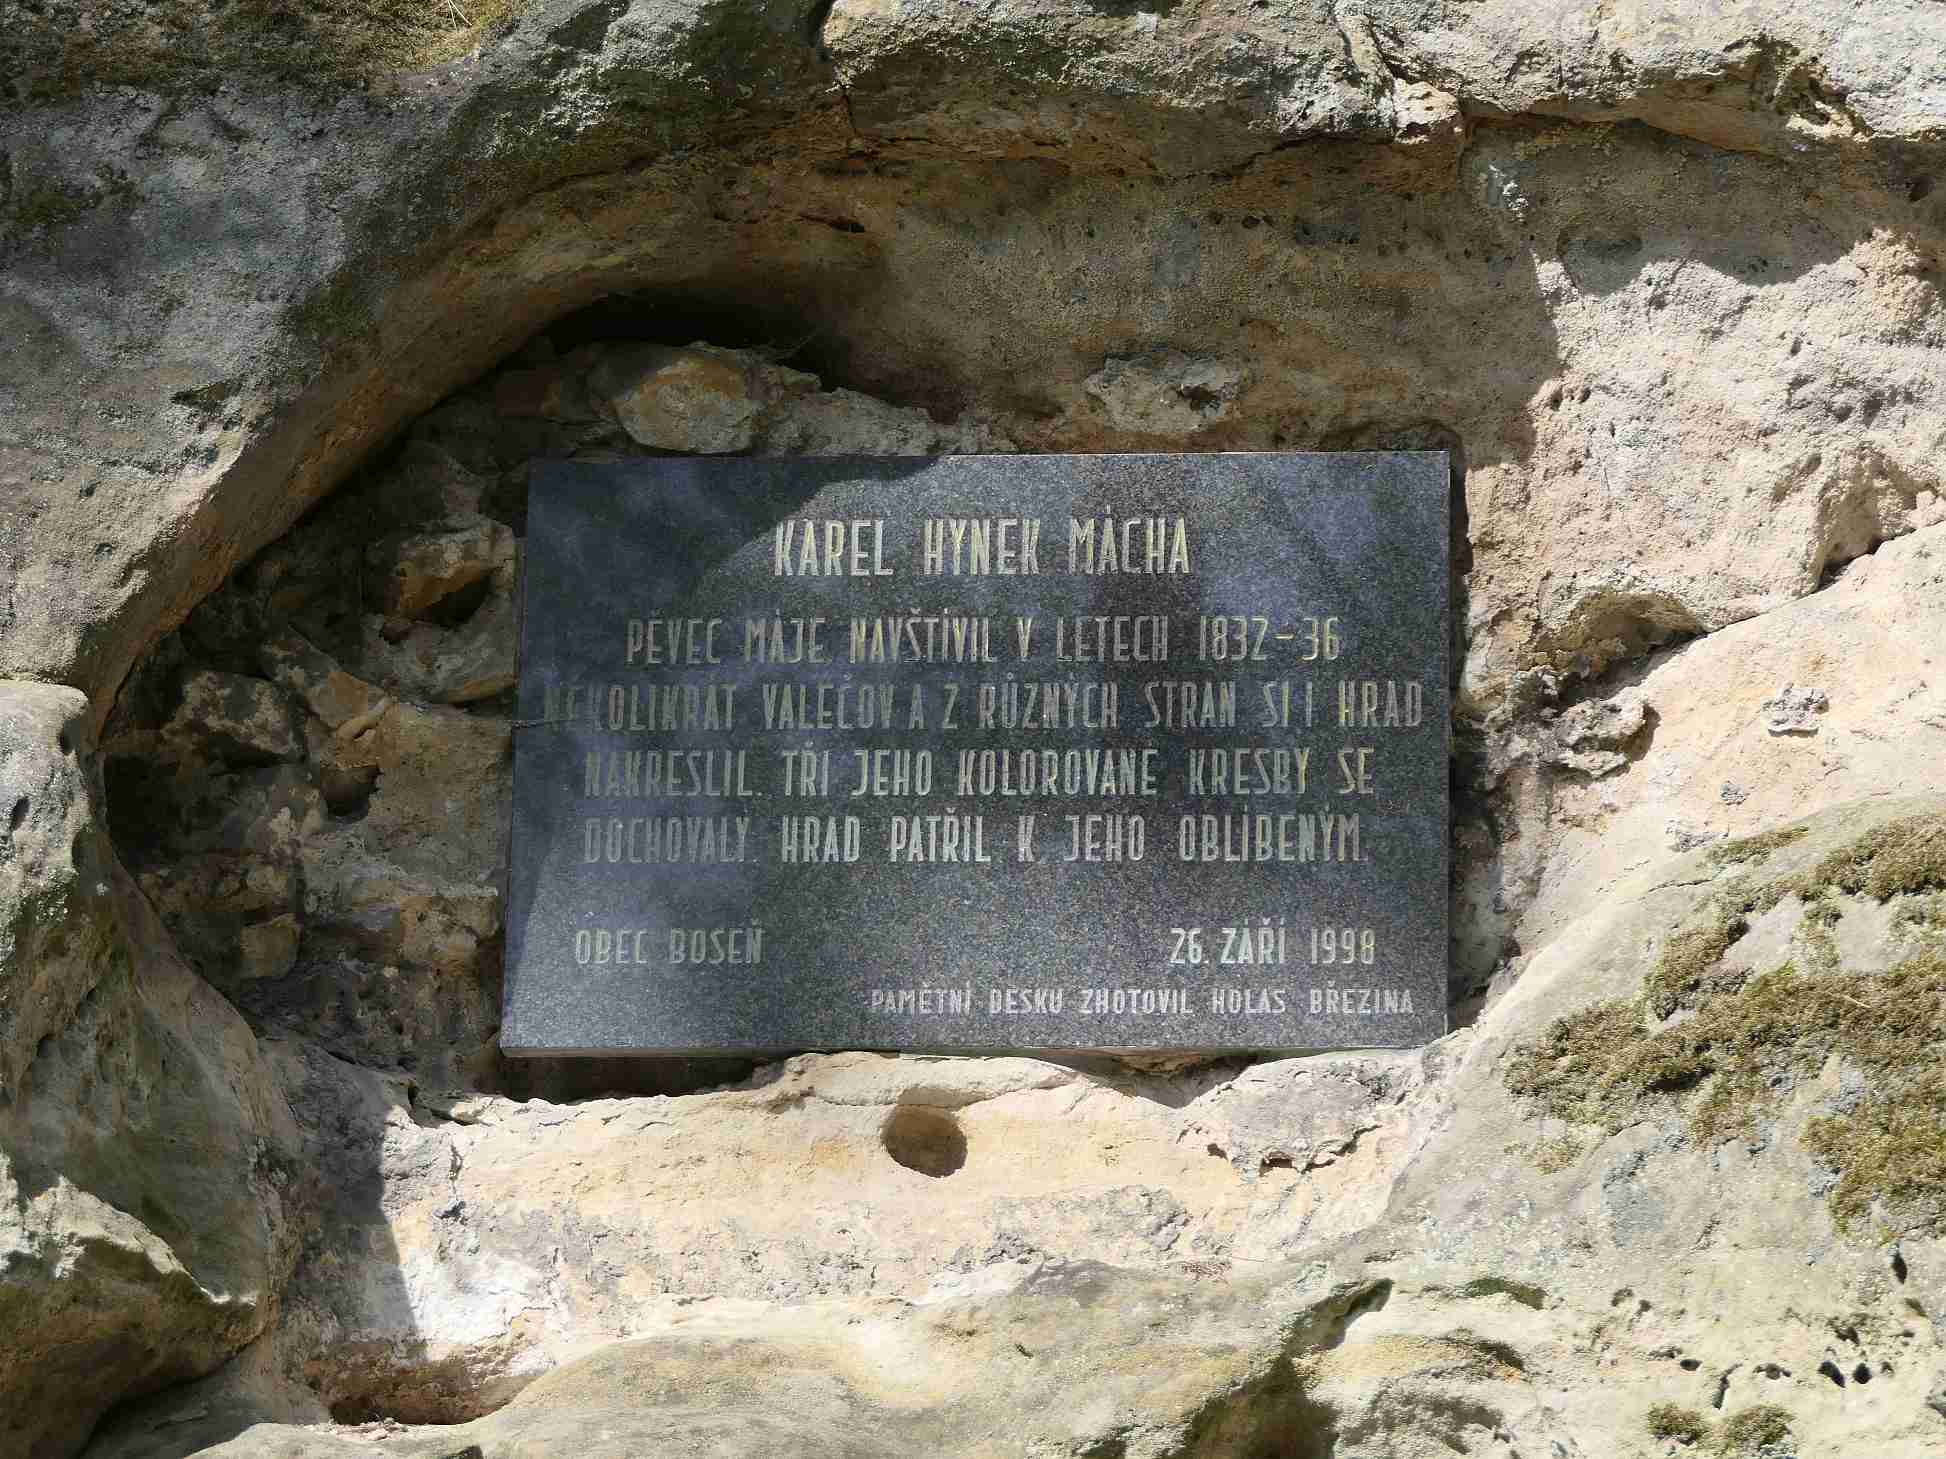 KAREL HYNEK MÁCHA
PĚVEC MÁJE NAVŠTÍVIL V LETECH 1832-36
NĚKOLIKRÁT VALEČOV A Z RŮZNÝCH STRAN SI I HRAD
NAKRESLIL. TŘI JEHO KOLOROVANÉ KRESBY SE
DOCHOVALY. HRAD PATŘIL K JEHO OBLÍBENÝM.
OBEC BOSEŇ 26. ZÁŘÍ 1998
PAMĚTNÍ DESKU ZHOTOVIL HOLAS BŘEZINA